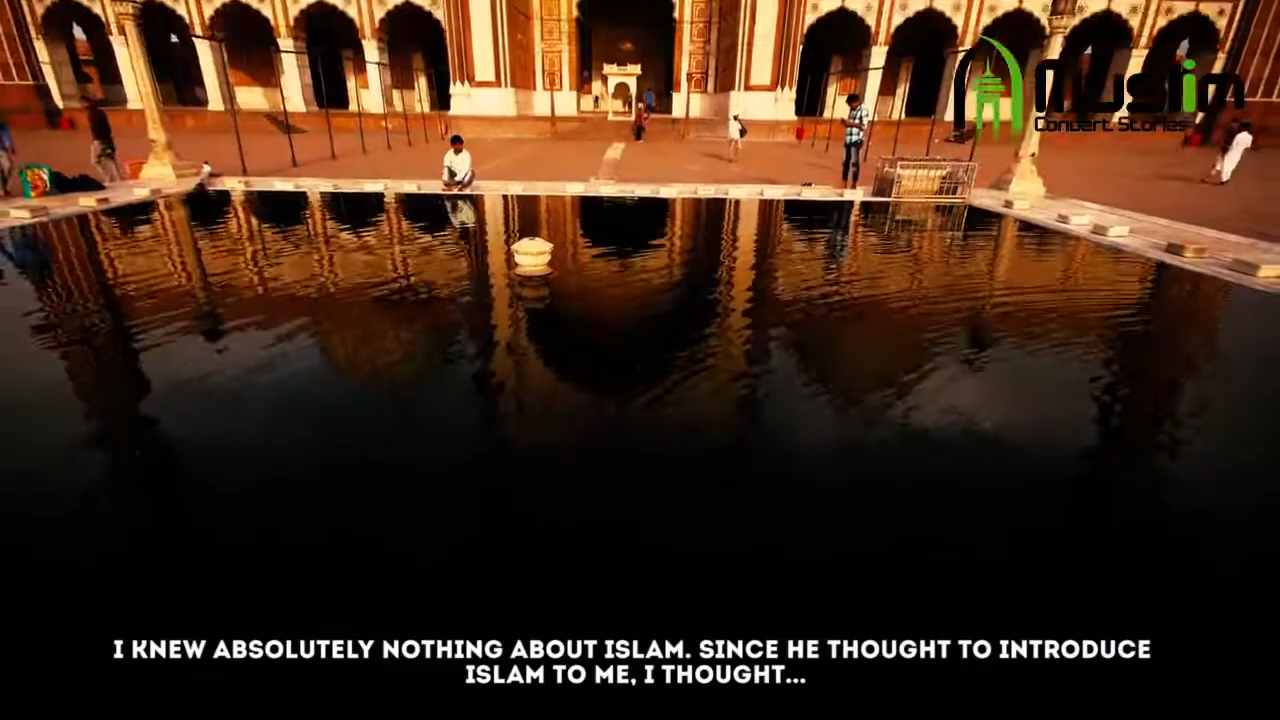 Muslim
Convert Stories
I KNEW ABSOLUTELY NOTHING ABOUT ISLAM. SINCE HE THOUGHT TO INTRODUCE
ISLAM TO ME, I THOUGHT...